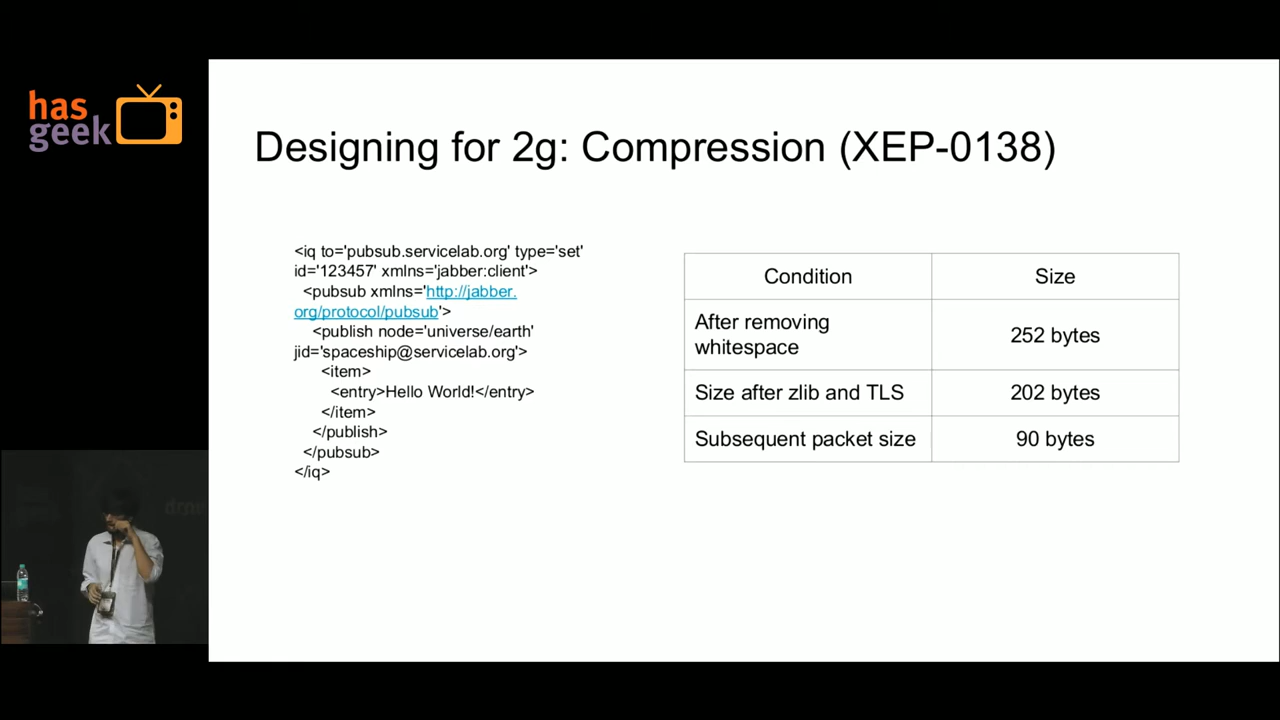 has
geek
Designing for 2g: Compression (XEP-0138)
<iq to='pubsub.servicelab.org' type='set'
id='123457' xmlns='jabber:client'>
<pubsub xmlns='http://jabber.
org/protocol/pubsub'>
<publish node='universe/earth'
jid='spaceship@servicelab.org'>
<item>
<entry>Hello World!</entry>
</item>
</publish>
</pubsub>
</iq>
Condition Size
After removing
whitespace 252 bytes
Size after zlib and TLS 202 bytes
Subsequent packet size 90 bytes